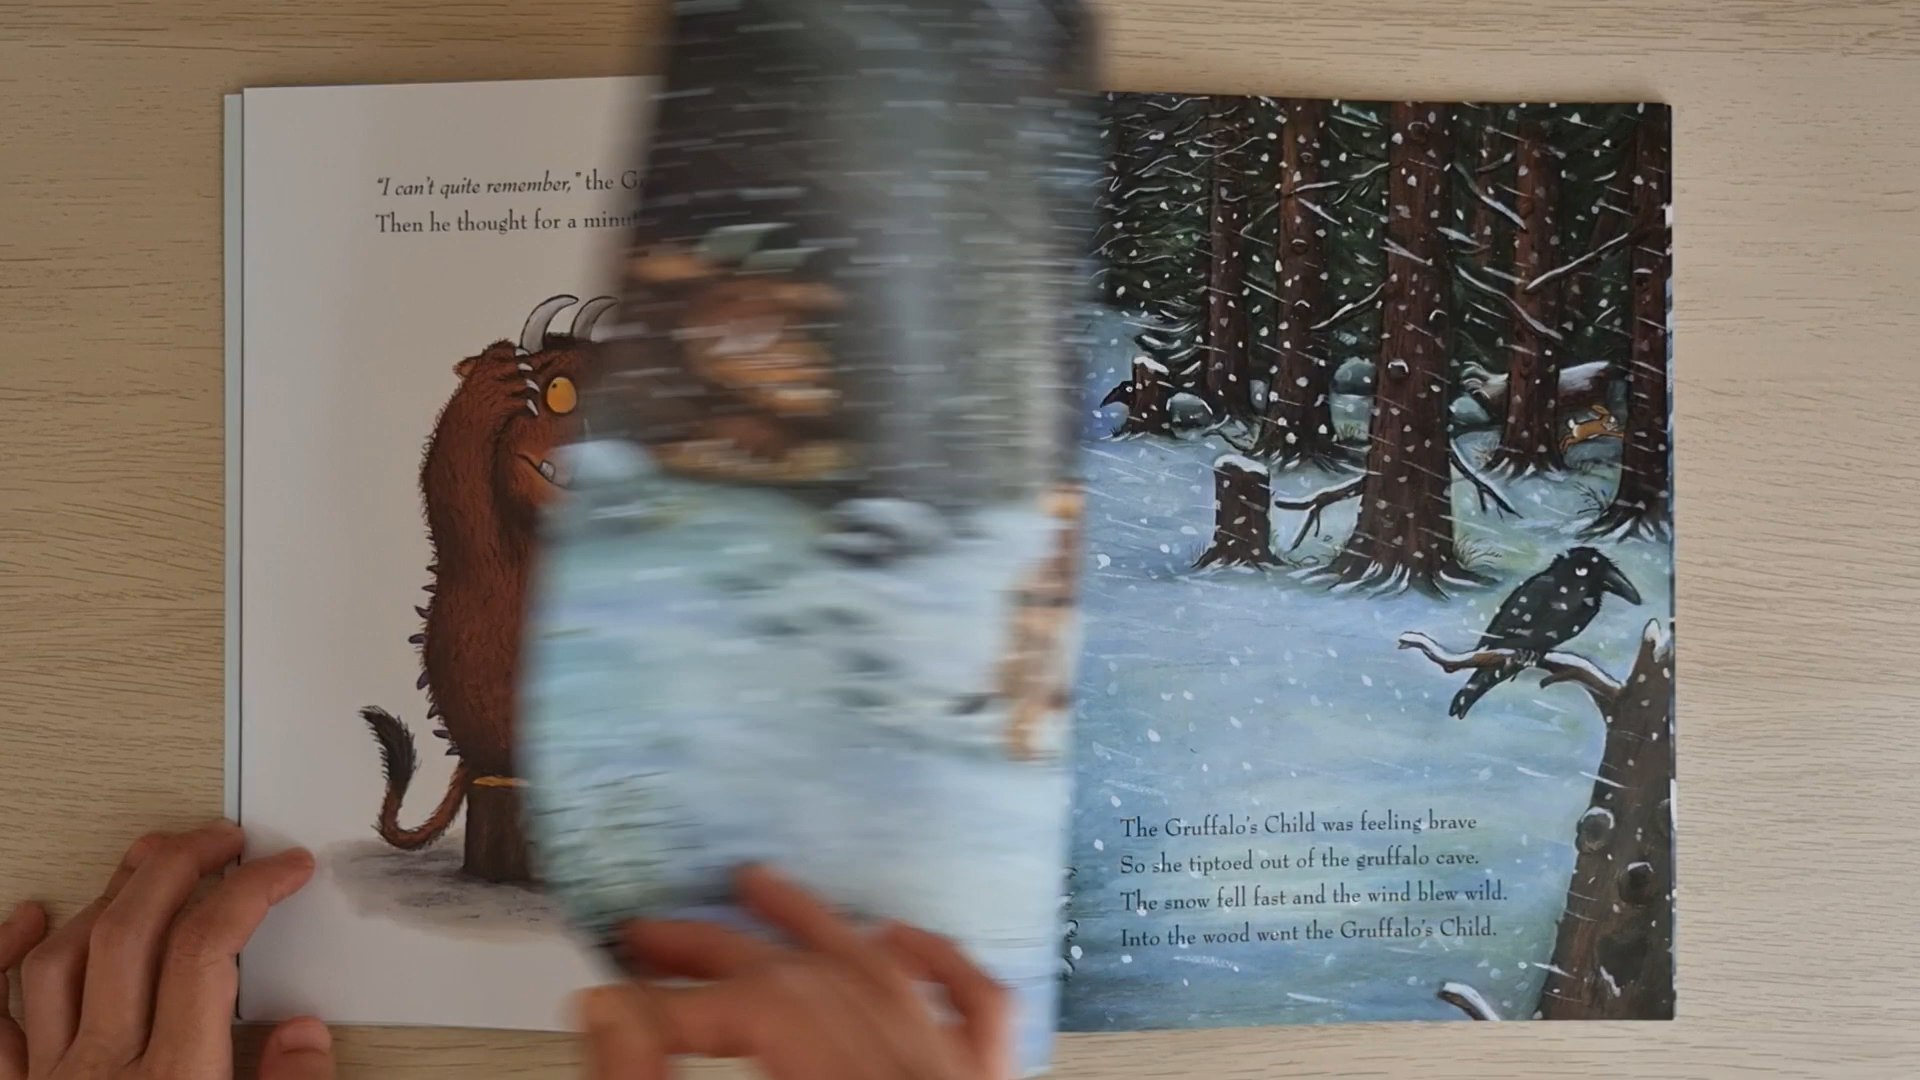 "I can't quite remember," the
Then he thought for a
The Gruffalo's Child was feeling brave
So she tiptoed out of the gruffalo cave.
The snow fell fast and the wind blew wild.
Into the wood went the Gruffalo's Child.